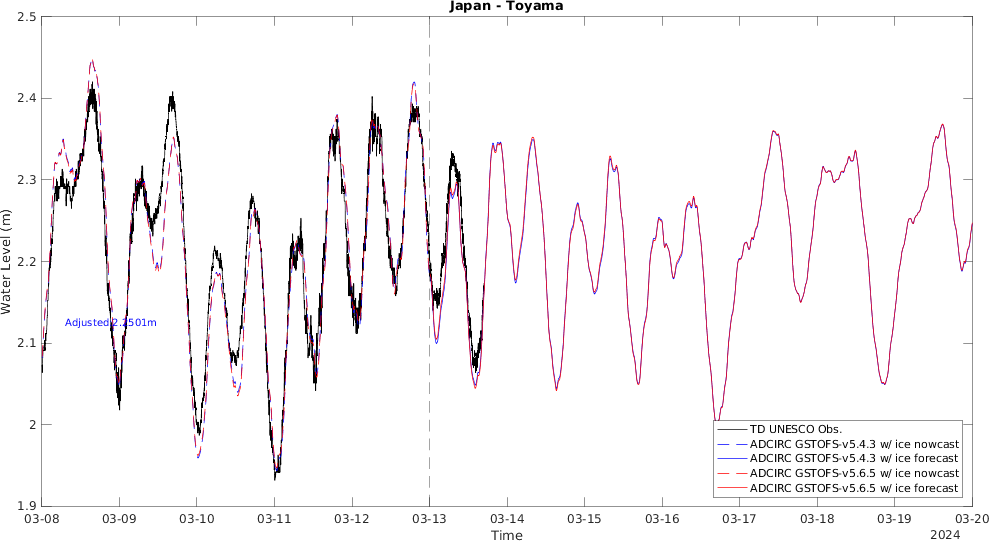 Japan - Toyama
2.5
2.4
2.3
2.2
2.1
2
1.9
Water Level (m)
Adjusted 2.2501m
TD UNESCO Obs.
ADCIRC GSTOFS-v5.4.3 w/ ice nowcast
ADCIRC GSTOFS-v5.4.3 w/ ice forecast
ADCIRC GSTOFS-v5.6.5 w/ ice nowcast
ADCIRC GSTOFS-v5.6.5 w/ ice forecast
03-08 03-09 03-10 03-11 03-12 03-13 03-14 03-15 03-16 03-17 03-18 03-19 03-20
Time
2024